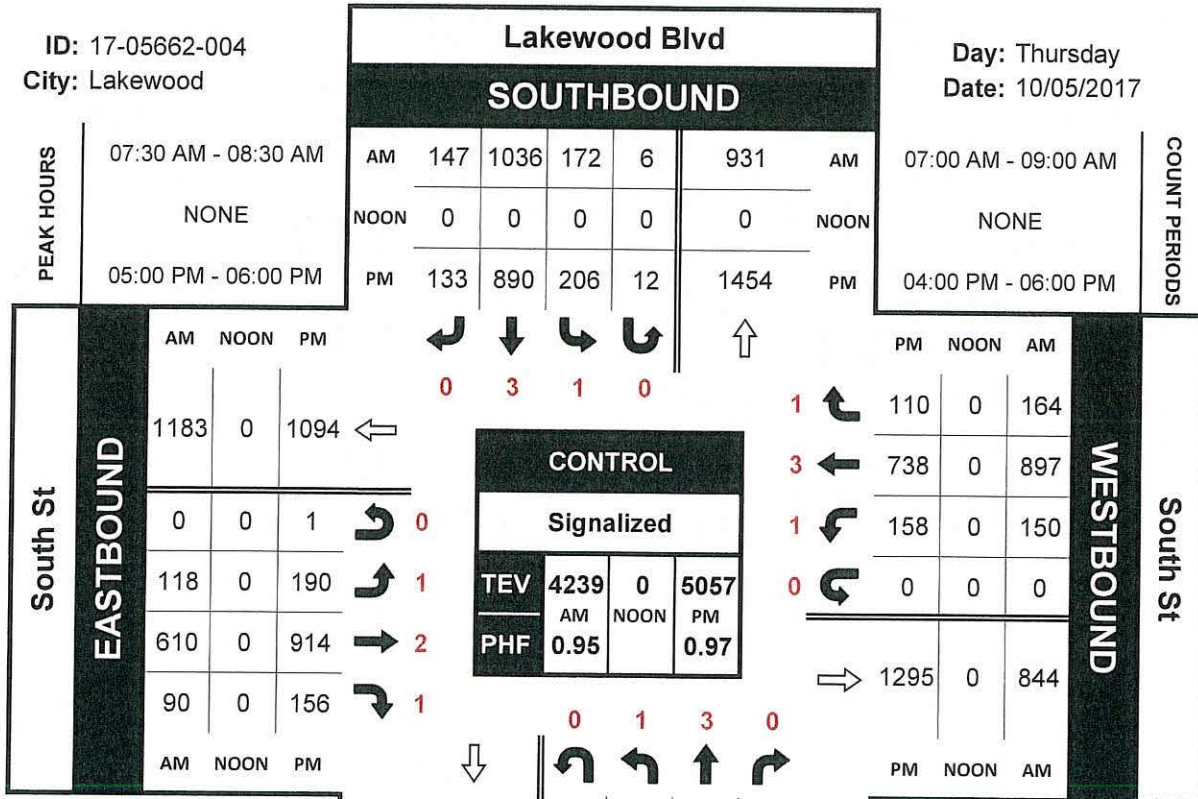 ID: 17-05662-004
City: Lakewood
Lakewood Blvd
SOUTHBOUND
Day: Thursday
Date: 10/05/2017
PEAK HOURS
07:30 AM - 08:30 AM
NONE
05:00 PM - 06:00 PM
AM 147 1036 172 6 931 AM
NOON 0 0 0 0 0 NOON
PM 133 890 206 12 1454 PM
07:00 AM - 09:00 AM
NONE
04:00 PM - 06:00 PM
COUNT PERIODS
0 3 1 0
South St
EASTBOUND
AM NOON PM
1183 0 1094
0 0 1 0
118 0 190 1
610 0 914 2
90 0 156 1
AM NOON PM
CONTROL
Signalized
TEV 4239 0 5057
AM NOON PM
PHF 0.95 0.97
0 1 3 0
PM NOON AM
1 110 0 164
3 738 0 897
1 158 0 150
0 0 0 0
1295 0 844
PM NOON AM
WESTBOUND
South St